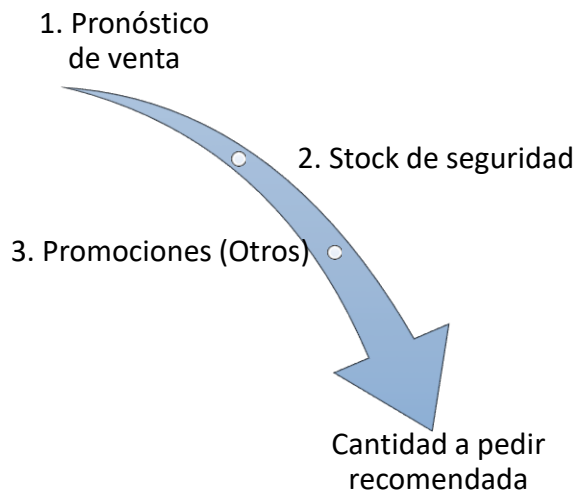 1. Pronóstico
de venta
2. Stock de seguridad
3. Promociones (Otros)
Cantidad a pedir
recomendada